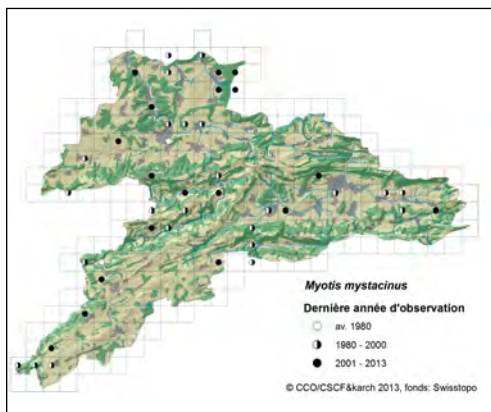 Myotis mystacinus
Dernière année d'observation
av. 1980
1980 - 2000
2001 - 2013
© CCO/CSCF&karch 2013, fonds: Swisstopo